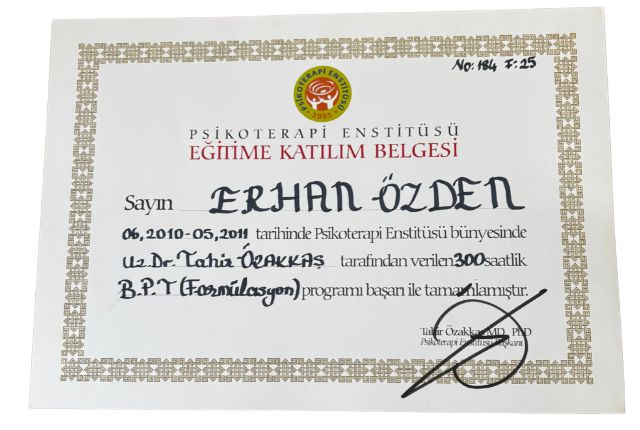 No: 184 F: 25
PSİKOTERAPİ ENSTİTÜSÜ
2005
PSİKOTERAPİ ENSTİTÜSÜ
EĞİTİME KATILIM BELGESİ
Sayın ERHAN ÖZDEN
06, 2010-05, 2011 tarihinde Psikoterapi Enstitüsü bünyesinde
Uz Dr. Tahir ÖZAKKAŞ tarafından verilen 300 saatlik
B.P.T (Formülasyon) programı başarı ile tamamlamıştır.
Tahir Özakkaş MD, PhD
Psikoterapi Enstitüsü Başkanı